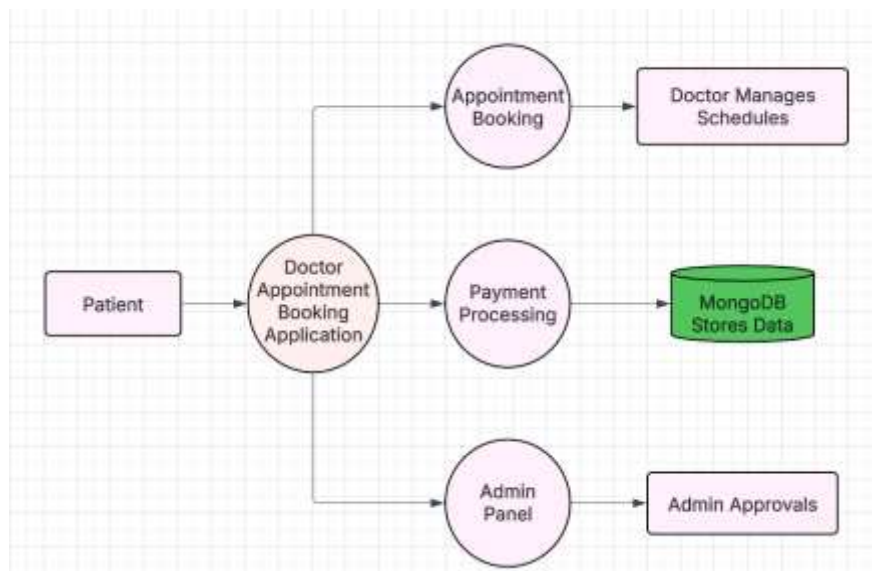 Appointment
Booking
Doctor Manages
Schedules
Patient
Doctor
Appointment
Booking
Application
Payment
Processing
MongoDB
Stores Data
Admin
Panel
Admin Approvals